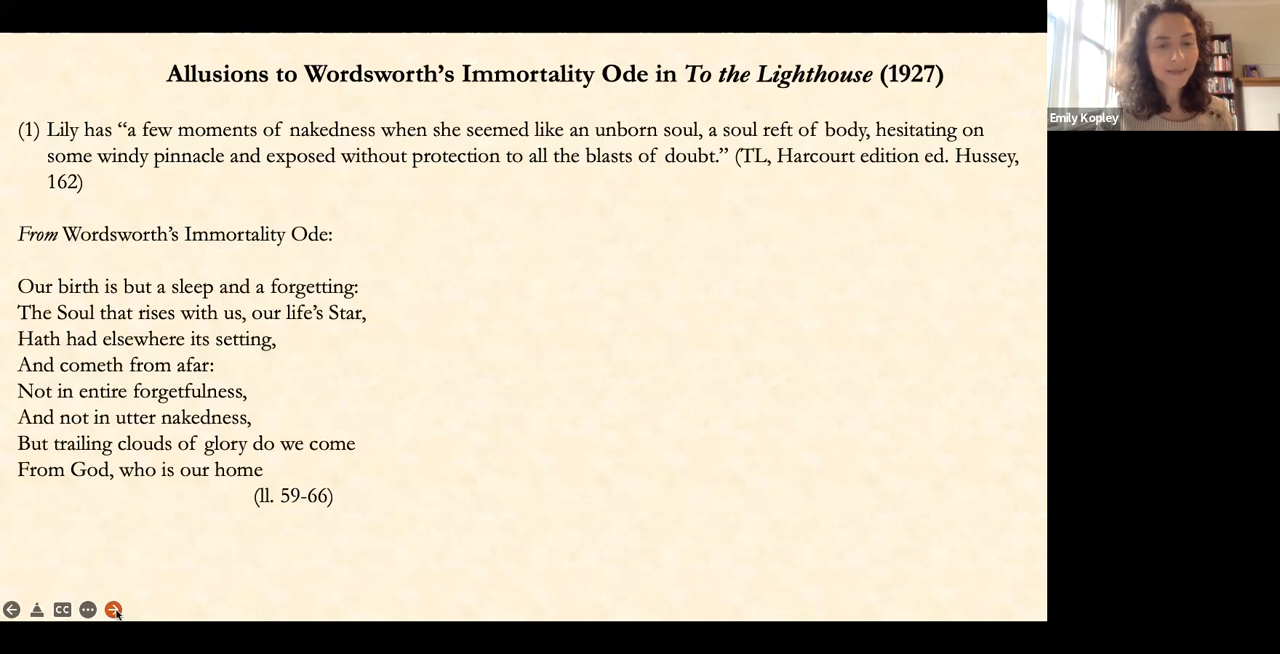 Allusions to Wordsworth’s Immortality Ode in To the Lighthouse (1927)
(1) Lily has “a few moments of nakedness when she seemed like an unborn soul, a soul reft of body, hesitating on
some windy pinnacle and exposed without protection to all the blasts of doubt.” (TL, Harcourt edition ed. Hussey,
162)
From Wordsworth’s Immortality Ode:
Our birth is but a sleep and a forgetting:
The Soul that rises with us, our life’s Star,
Hath had elsewhere its setting,
And cometh from afar:
Not in entire forgetfulness,
And not in utter nakedness,
But trailing clouds of glory do we come
From God, who is our home
(ll. 59-66)
CC
Emily Kopley